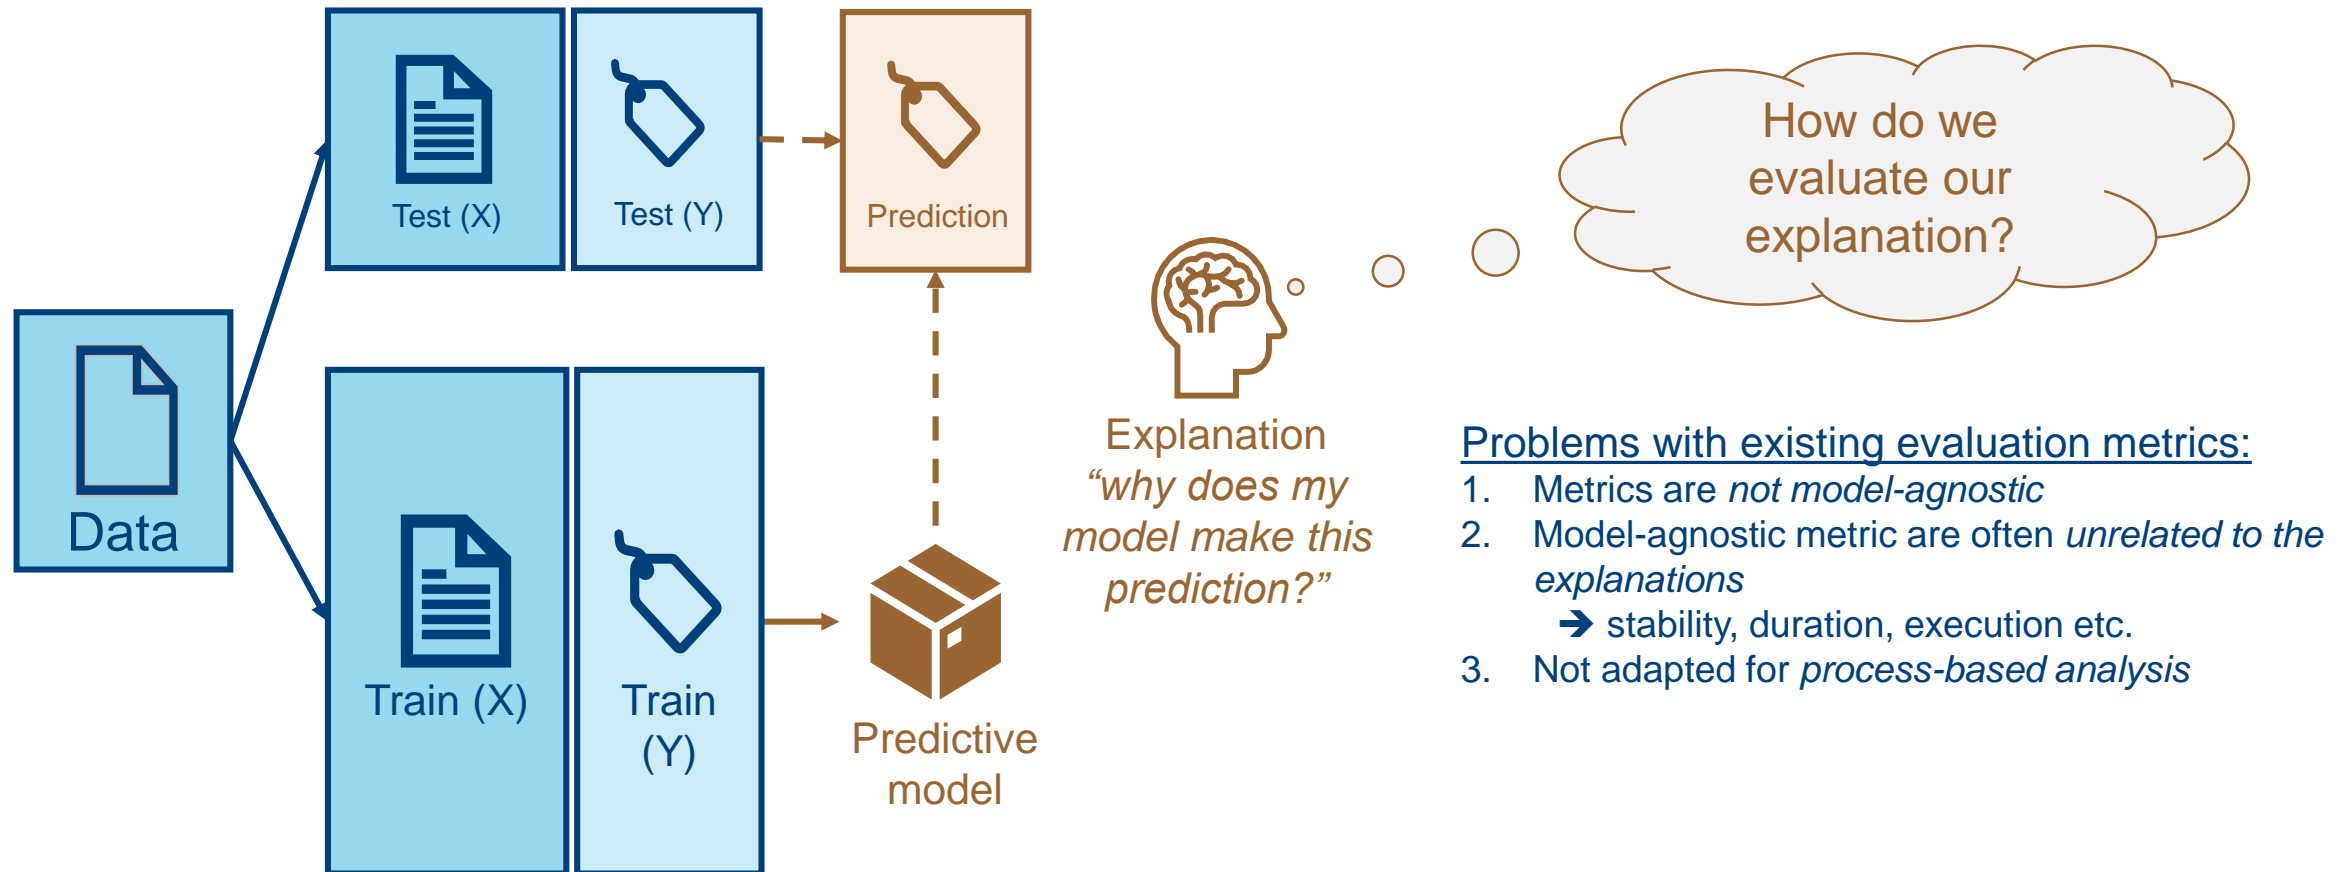 Test (X)
Test (Y)
Prediction
Data
Train (X)
Train
(Y)
Predictive
model
Explanation
“why does my
model make this
prediction?”
How do we
evaluate our
explanation?
Problems with existing evaluation metrics:
1. Metrics are not model-agnostic
2. Model-agnostic metric are often unrelated to the
explanations
➔ stability, duration, execution etc.
3. Not adapted for process-based analysis